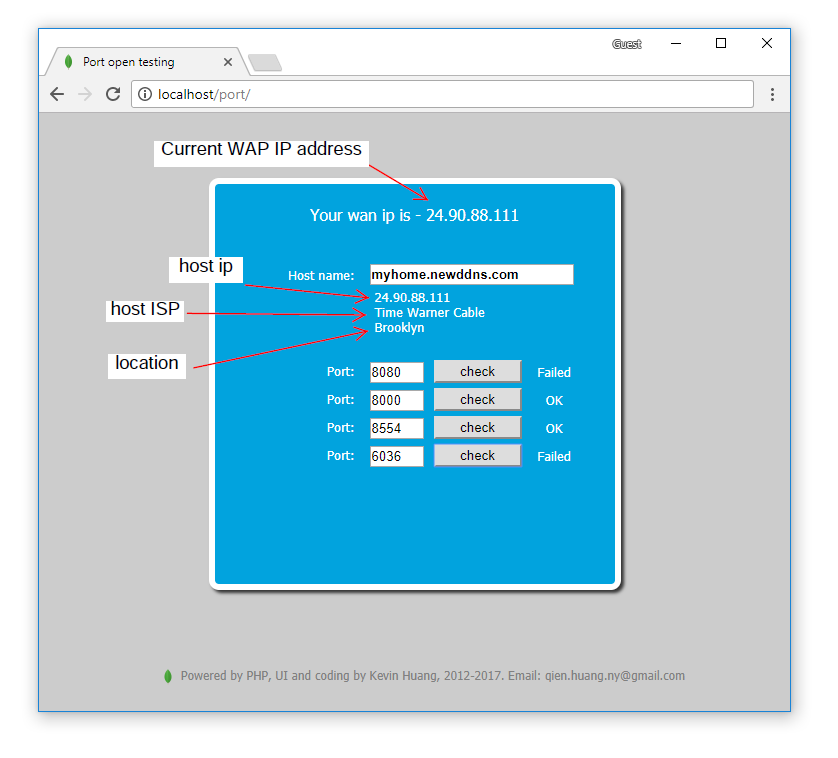 Guest
Port open testing
localhost/port/
Current WAP IP address
Your wan ip is - 24.90.88.111
host ip
Host name: myhome.newddns.com
24.90.88.111
host ISP
Time Warner Cable
Brooklyn
location
Port: 8080 check Failed
Port: 8000 check OK
Port: 8554 check OK
Port: 6036 check Failed
Powered by PHP, UI and coding by Kevin Huang, 2012-2017. Email: qien.huang.ny@gmail.com